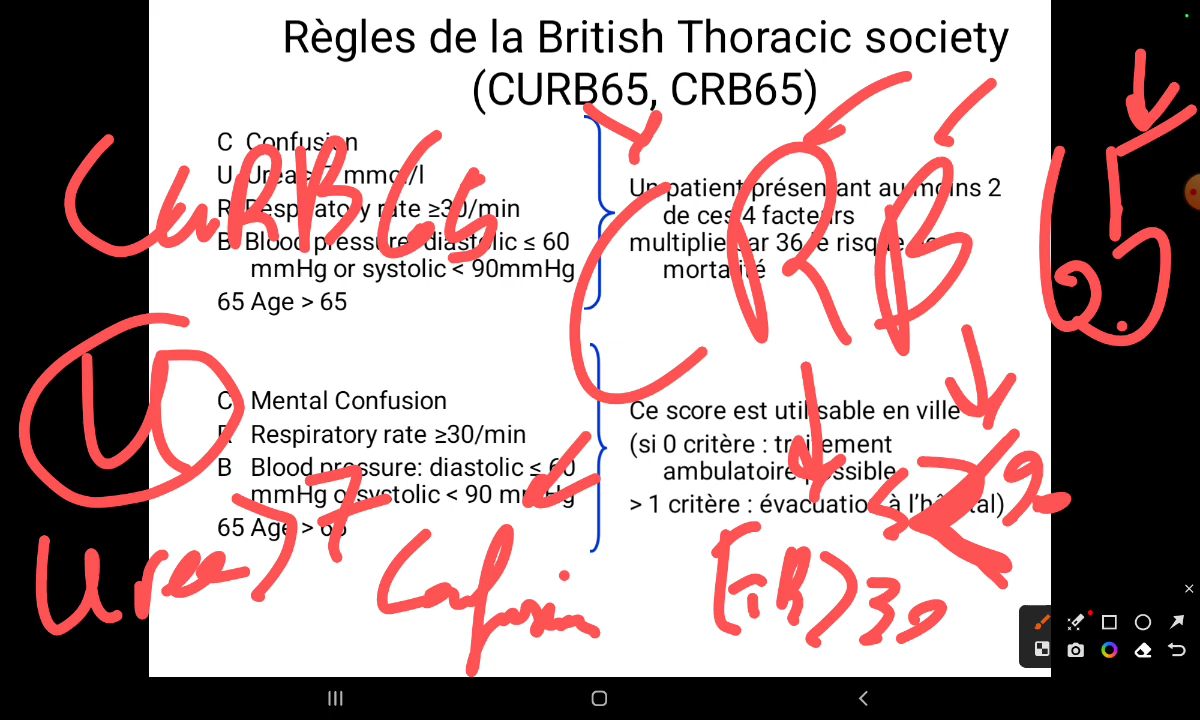 Règles de la British Thoracic society
(CURB65, CRB65)
C Confusion
U Urea > 7 mmol/l
R Respiratory rate ≥30/min
B Blood pressure: diastolic ≤ 60
mmHg or systolic < 90mmHg
65 Age > 65
Un patient présentant au moins 2
de ces 4 facteurs
multiplie par 36 le risque de
mortalité
C Mental Confusion
R Respiratory rate ≥30/min
B Blood pressure: diastolic ≤ 60
mmHg or systolic < 90 mmHg
65 Age > 65
Ce score est utilisable en ville
(si 0 critère : traitement
ambulatoire possible
> 1 critère : évacuation à l'hôpital)
CURB65
CRB65
U
Uree > 7
Confusion
FR > 30
S < 9